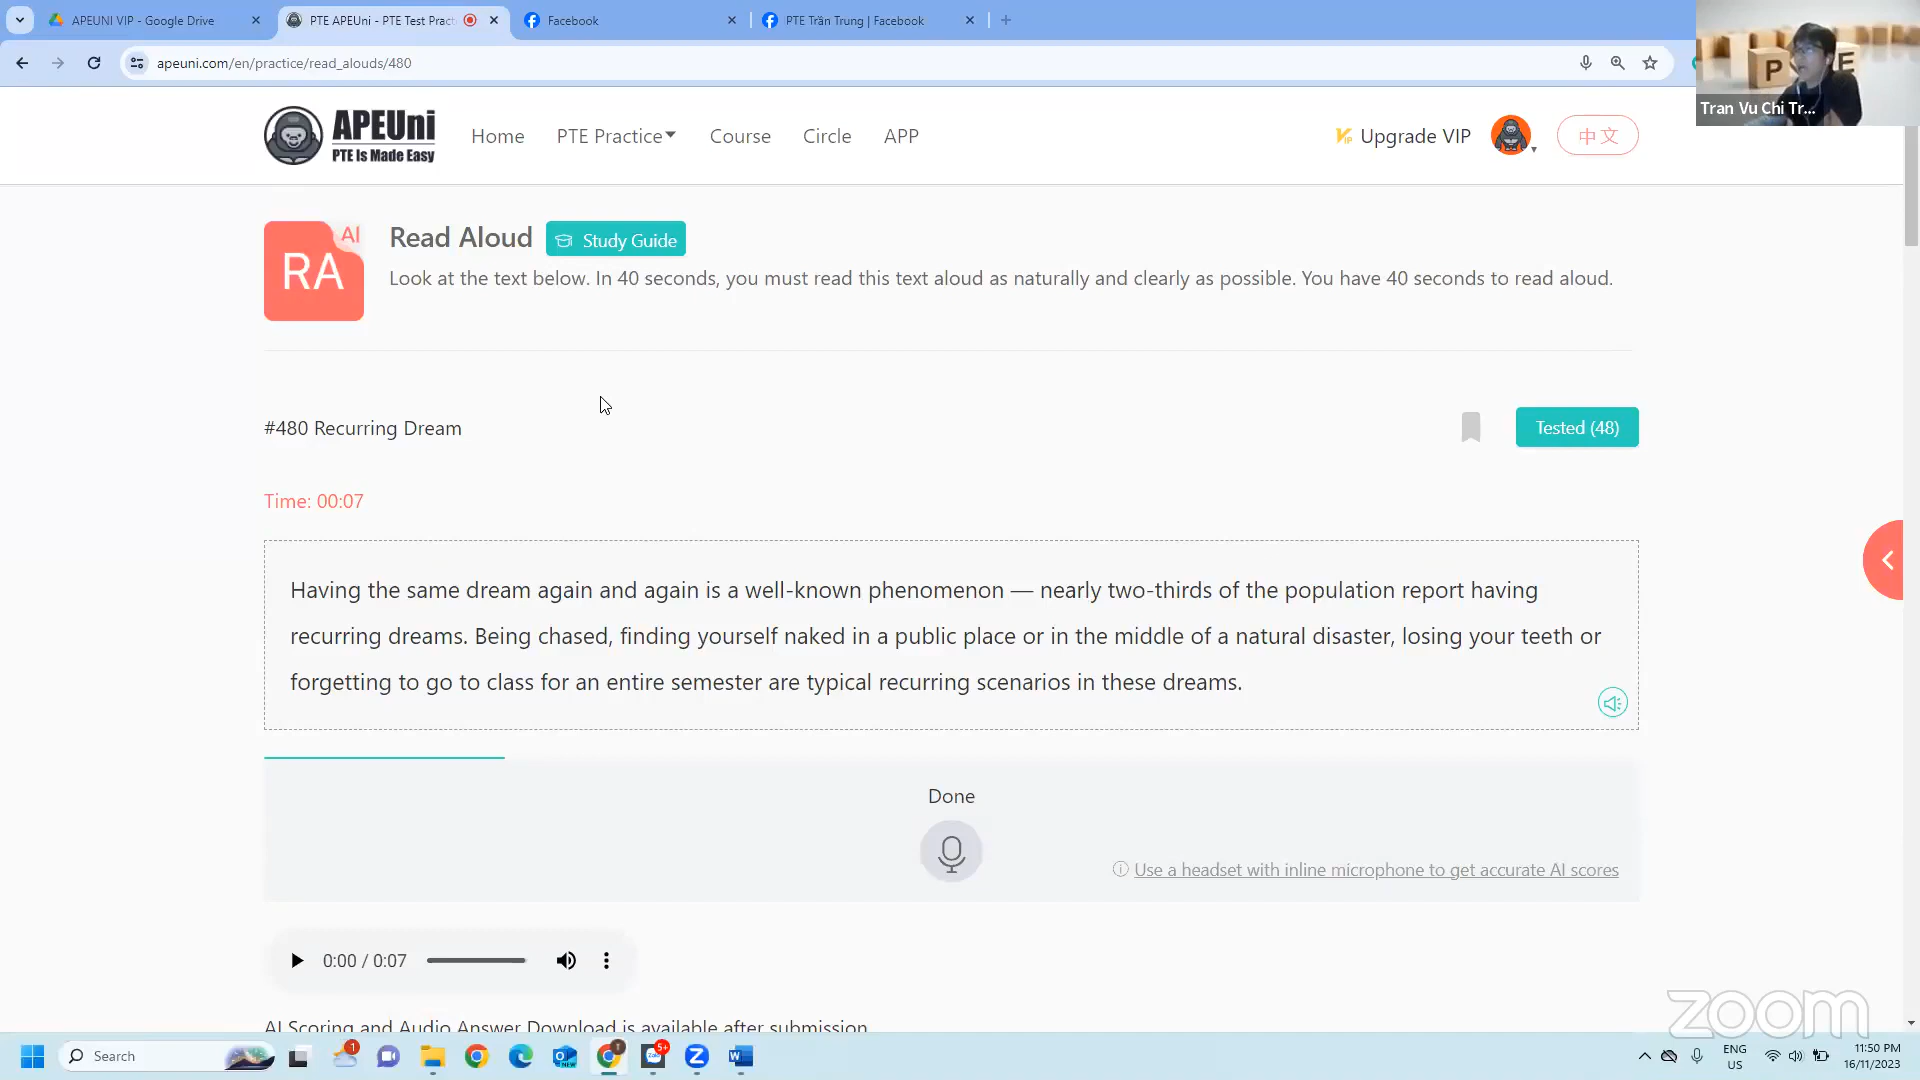 APEUNI VIP - Google Drive
PTE APEUni - PTE Test Pract
Facebook
PTE Trần Trung | Facebook
apeuni.com/en/practice/read_alouds/480
P E
Tran Vu Chi Tr...
APEUni
PTE Is Made Easy
Home
PTE Practice
Course
Circle
APP
Upgrade VIP
中文
RA
AI
Read Aloud
Study Guide
Look at the text below. In 40 seconds, you must read this text aloud as naturally and clearly as possible. You have 40 seconds to read aloud.
#480 Recurring Dream
Tested (48)
Time: 00:07
Having the same dream again and again is a well-known phenomenon — nearly two-thirds of the population report having
recurring dreams. Being chased, finding yourself naked in a public place or in the middle of a natural disaster, losing your teeth or
forgetting to go to class for an entire semester are typical recurring scenarios in these dreams.
Done
Use a headset with inline microphone to get accurate AI scores
0:00 / 0:07
AI Scoring and Audio Answer Download is available after submission
zoom
Search
1
NEW
T
5+
Zalo
Z
W
ENG
US
11:50 PM
16/11/2023